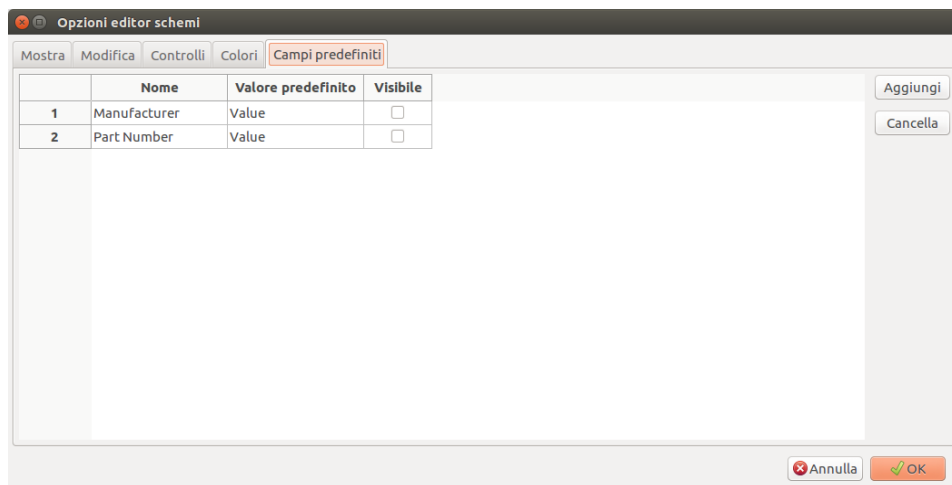 Opzioni editor schemi
Mostra Modifica Controlli Colori Campi predefiniti
Nome Valore predefinito Visibile Aggiungi
1 Manufacturer Value
Cancella
2 Part Number Value
Annulla OK